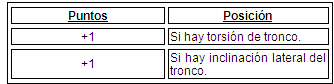 Puntos Posición
+1 Si hay torsión de tronco.
+1 Si hay inclinación lateral del
tronco.